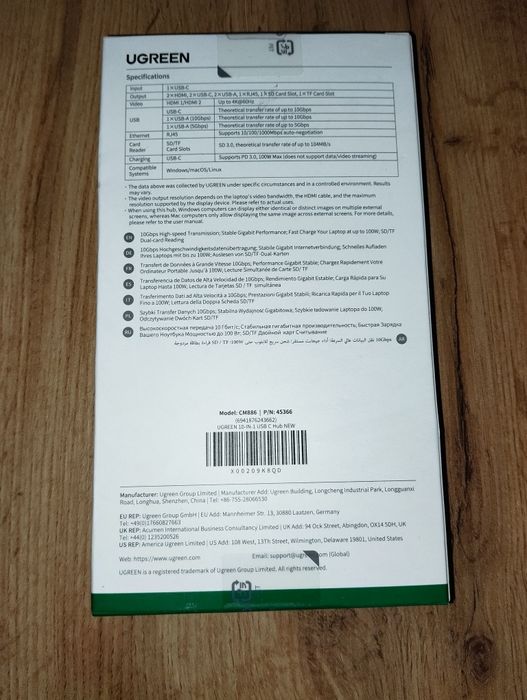 UGREEN
Specifications
Input 1×USB-C
Output 2×HDMI, 2×USB-C, 2×USB-A, 1×RJ45, 1×SD Card Slot, 1×TF Card Slot
Video HDMI 1/HDMI 2 Up to 4K@60Hz
USB USB-C Theoretical transfer rate of up to 10Gbps
1×USB-A (10Gbps) Theoretical transfer rate of up to 10Gbps
1×USB-A (5Gbps) Theoretical transfer rate of up to 5Gbps
Ethernet RJ45 Supports 10/100/1000Mbps auto-negotiation
Card Reader SD/TF Card Slots SD 3.0, theoretical transfer rate of up to 104MB/s
Charging USB-C Supports PD 3.0, 100W Max (does not support data/video streaming)
Compatible Systems Windows/macOS/Linux
- The data above was collected by UGREEN under specific circumstances and in a controlled environment. Results
may vary.
- The video output resolution depends on the laptop's video bandwidth, the HDMI cable, and the maximum
resolution supported by the display device. Please refer to actual uses.
- When using this hub, Windows computers can display either identical or distinct images on multiple external
screens, whereas Mac computers only allow displaying the same image across external screens. For more details,
please refer to the user manual.
EN 10Gbps High-speed Transmission; Stable Gigabit Performance; Fast Charge Your Laptop at up to 100W; SD/TF
Dual-card Reading
DE 10Gbps Hochgeschwindigkeitsdatenübertragung; Stabile Gigabit Internetverbindung; Schnelles Aufladen
Ihres Laptops mit bis zu 100W; Auslesen von SD/TF-Dual-Karten
FR Transfert de Données à Grande Vitesse 10Gbps; Performance Gigabit Stable; Chargez Rapidement Votre
Ordinateur Portable Jusqu'à 100W; Lecture Simultanée de Carte SD/TF
ES Transferencia de Datos de Alta Velocidad de 10Gbps; Rendimiento Gigabit Estable; Carga Rápida para Su
Laptop Hasta 100W; Lectura de Tarjetas SD / TF simultánea
IT Trasferimento Dati ad Alta Velocità a 10Gbps; Prestazioni Gigabit Stabili; Ricarica Rapida per il Tuo Laptop
Fino a 100W; Lettura della Doppia Scheda SD/TF
PL Szybki Transfer Danych 10Gbps; Stabilna Wydajność Gigabitowa; Szybkie ładowanie Laptopa do 100W;
Odczytywanie Dwóch Kart SD/TF
RU Высокоскоростная передача 10 Гбит/с; Стабильная гигабитная производительность; Быстрая Зарядка
Вашего Ноутбука Мощностью до 100 Вт; SD/TF Двойной карт Считывание
AR
Model: CM886 | P/N: 45366
(6941876243662)
UGREEN 10-IN-1 USB C Hub NEW
X00209K8QD
Manufacturer: Ugreen Group Limited | Manufacturer Add: Ugreen Building, Longcheng Industrial Park, Longguanxi
Road, Longhua, Shenzhen, China | Tel: +86-755-28066530
EU REP: Ugreen Group GmbH | EU Add: Mannheimer Str. 13, 30880 Laatzen, Germany
Tel: +49(0)17660827663
UK REP: Acumen International Business Consultancy Limited | UK Add: 94 Ock Street, Abingdon, OX14 5DH, UK
Tel: +44(0) 1235200526
US REP: America Ugreen Limited | US Add: 108 West, 13Th Street, Wilmington, Delaware 19801, United States
Web: https://www.ugreen.com Email: support@ugreen.com (Global)
UGREEN is a registered trademark of Ugreen Group Limited. All rights reserved.